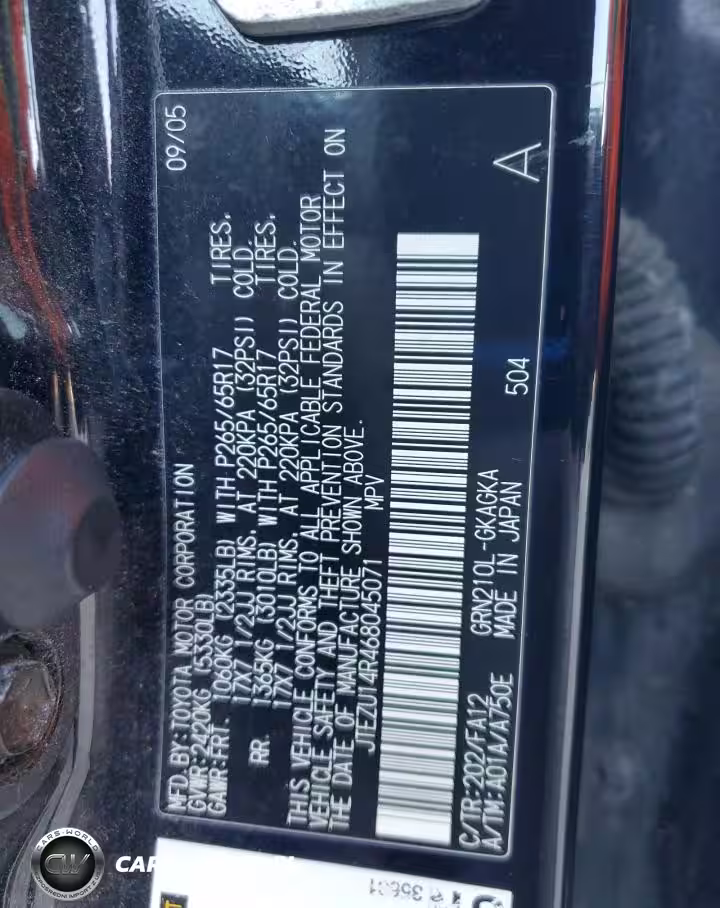 MFD.BY:TOYOTA MOTOR CORPORATION 09/05
GVWR:2420KG (5330LB)
GAWR:FRT. 1060KG (2335LB) WITH P265/65R17 TIRES,
17X7 1/2JJ RIMS, AT 220KPA (32PSI) COLD.
RR. 1365KG (3010LB) WITH P265/65R17 TIRES,
17X7 1/2JJ RIMS, AT 220KPA (32PSI) COLD.
THIS VEHICLE CONFORMS TO ALL APPLICABLE FEDERAL MOTOR
VEHICLE SAFETY AND THEFT PREVENTION STANDARDS IN EFFECT ON
THE DATE OF MANUFACTURE SHOWN ABOVE.
JTEZU14R468045071 MPV
C/TR:202/FA12 GRN210L-GKAGKA 504 A
A/TM:A01A/A750E MADE IN JAPAN
CARS-WORLD
CW